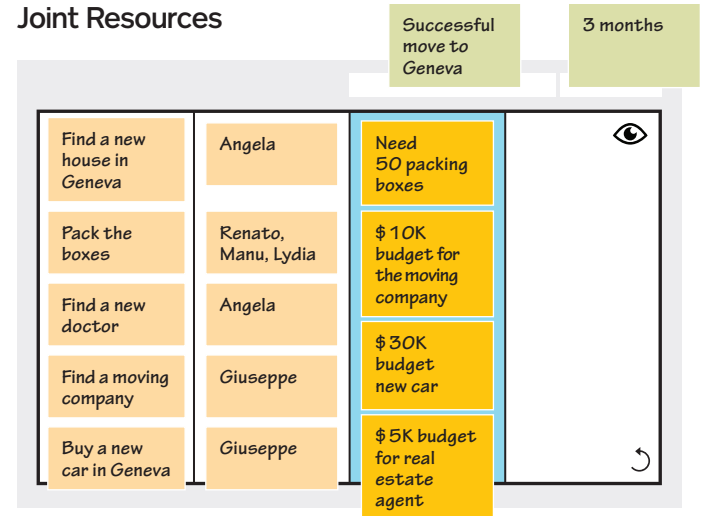 Joint Resources
Successful
move to
Geneva
3 months
Find a new
house in
Geneva
Angela
Need
50 packing
boxes
Pack the
boxes
Renato,
Manu, Lydia
$10K
budget for
the moving
company
Find a new
doctor
Angela
$30K
budget
new car
Find a moving
company
Giuseppe
Buy a new
car in Geneva
Giuseppe
$5K budget
for real
estate
agent